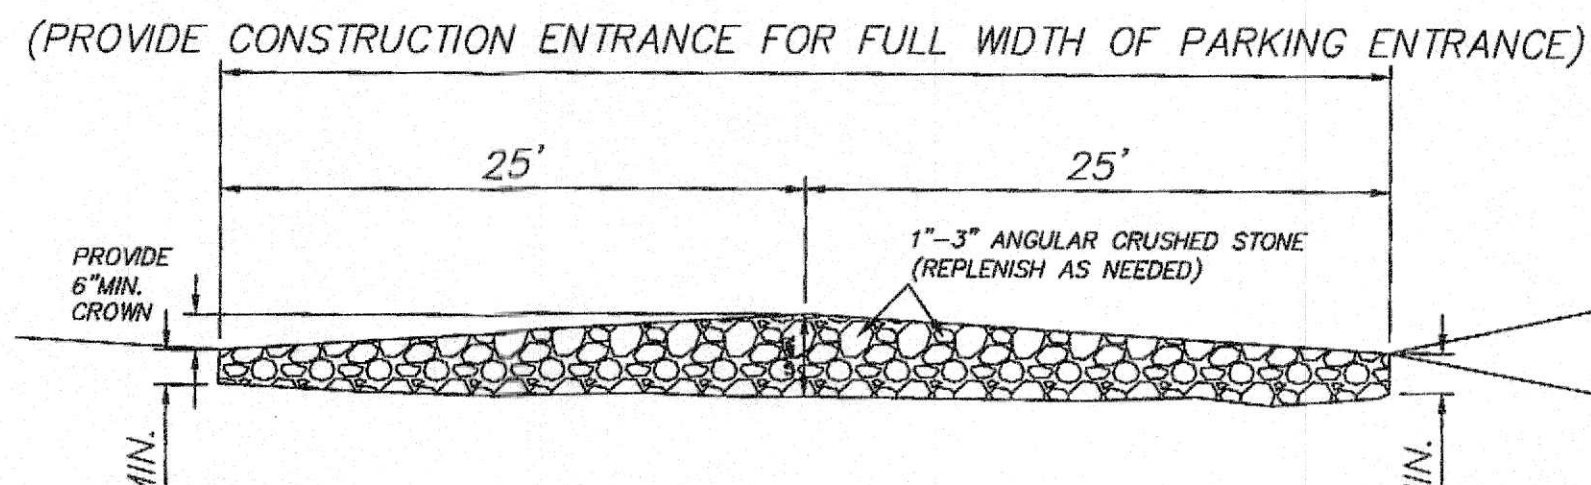 (PROVIDE CONSTRUCTION ENTRANCE FOR FULL WIDTH OF PARKING ENTRANCE)
25'
25'
PROVIDE
6"MIN.
CROWN
1"-3" ANGULAR CRUSHED STONE
(REPLENISH AS NEEDED)
MIN.